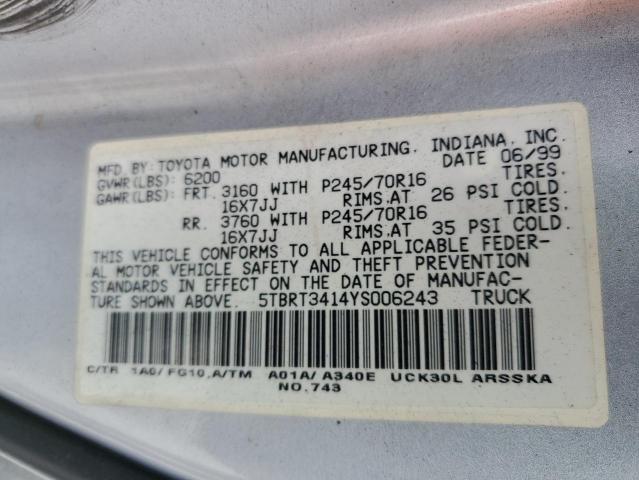 MFD. BY: TOYOTA MOTOR MANUFACTURING, INDIANA, INC.
GVWR(LBS): 6200 DATE 06/99
GAWR(LBS): FRT. 3160 WITH P245/70R16 TIRES.
16X7JJ RIMS.AT 26 PSI COLD.
RR. 3760 WITH P245/70R16 TIRES.
16X7JJ RIMS.AT 35 PSI COLD.
THIS VEHICLE CONFORMS TO ALL APPLICABLE FEDER-
AL MOTOR VEHICLE SAFETY AND THEFT PREVENTION
STANDARDS IN EFFECT ON THE DATE OF MANUFAC-
TURE SHOWN ABOVE. 5TBRT3414YS006243 TRUCK
C/TR 1A0/ FG10,A/TM A01A/ A340E UCK30L ARSSKA
NO.743